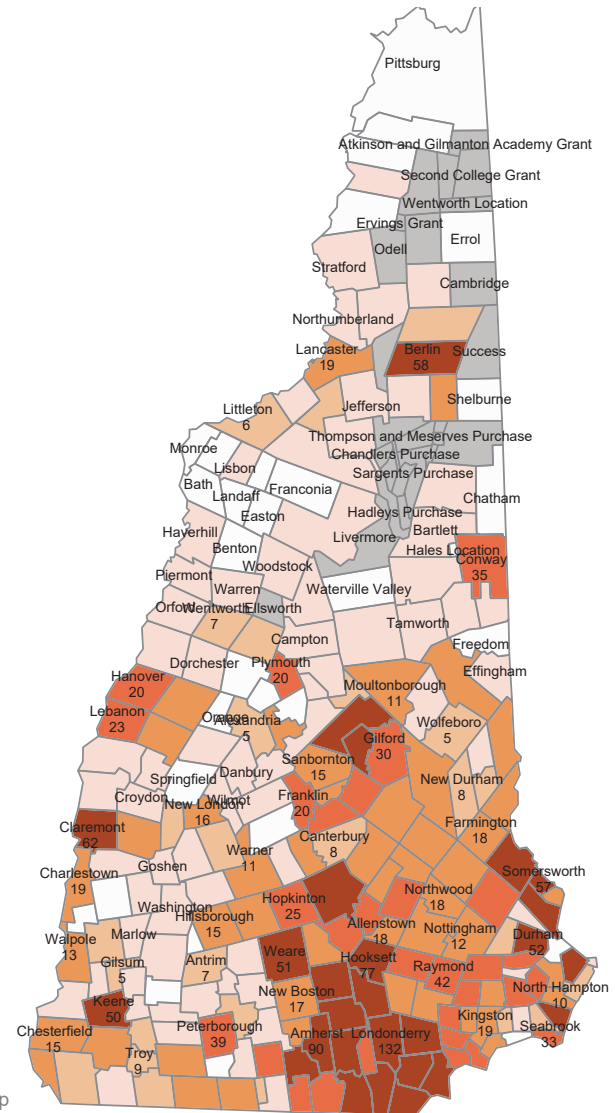 Pittsburg
Atkinson and Gilmanton Academy Grant
Second College Grant
Wentworth Location
Ervings Grant
Errol
Odell
Stratford
Cambridge
Northumberland
Lancaster
19
Berlin
58
Success
Shelburne
Jefferson
Littleton
6
Thompson and Meserves Purchase
Monroe
Chandlers Purchase
Lisbon
Sargents Purchase
Bath
Landaff
Franconia
Chatham
Easton
Hadleys Purchase
Haverhill
Livermore
Bartlett
Benton
Hales Location
Conway
35
Woodstock
Piermont
Warren
Waterville Valley
Orford
Wentworth
7
Ellsworth
Tamworth
Campton
Freedom
Dorchester
Plymouth
20
Effingham
Hanover
20
Moultonborough
11
Lebanon
23
Orange
Alexandria
5
Wolfeboro
5
Gilford
30
Sanbornton
15
Danbury
Springfield
New Durham
8
Croydon
Wilmot
New London
16
Franklin
20
Farmington
18
Claremont
62
Canterbury
8
Warner
11
Goshen
Charlestown
19
Somersworth
57
Northwood
18
Hopkinton
25
Washington
Hillsborough
15
Allenstown
18
Nottingham
12
Marlow
Durham
52
Walpole
13
Weare
51
Hooksett
77
Gilsum
5
Antrim
7
Raymond
42
North Hampton
10
New Boston
17
Keene
50
Kingston
19
Seabrook
33
Peterborough
39
Chesterfield
15
Amherst
90
Londonderry
132
Troy
9
p